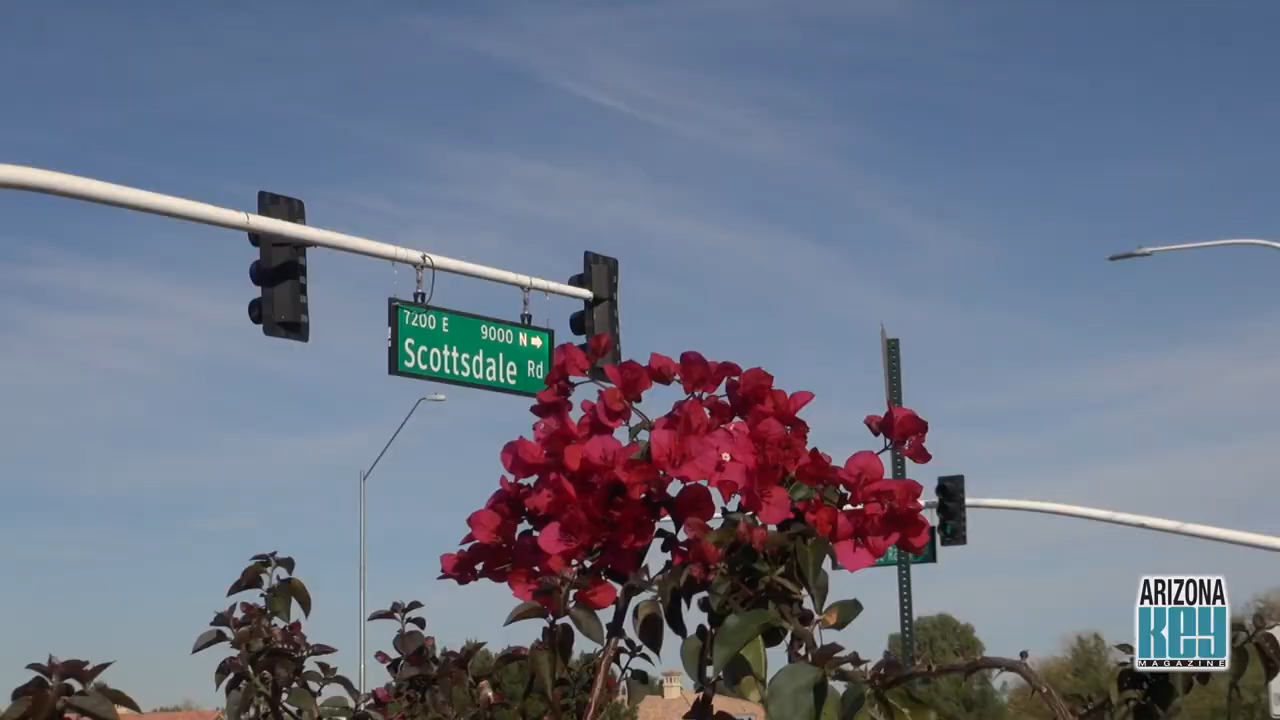 7200 E 9000 N →
Scottsdale Rd
ARIZONA
KEY
MAGAZINE